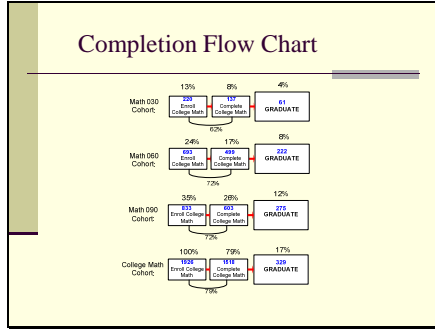 Completion Flow Chart
13% 8% 4%
Math 030
Cohort:
220
Enroll
College Math
137
Complete
College Math
61
GRADUATE
62%
24% 17% 8%
Math 060
Cohort:
693
Enroll
College Math
499
Complete
College Math
222
GRADUATE
72%
35% 26% 12%
Math 090
Cohort:
833
Enroll College
Math
603
Complete
College Math
275
GRADUATE
72%
100% 79% 17%
College Math
Cohort:
1926
Enroll College
Math
1518
Complete
College Math
329
GRADUATE
79%